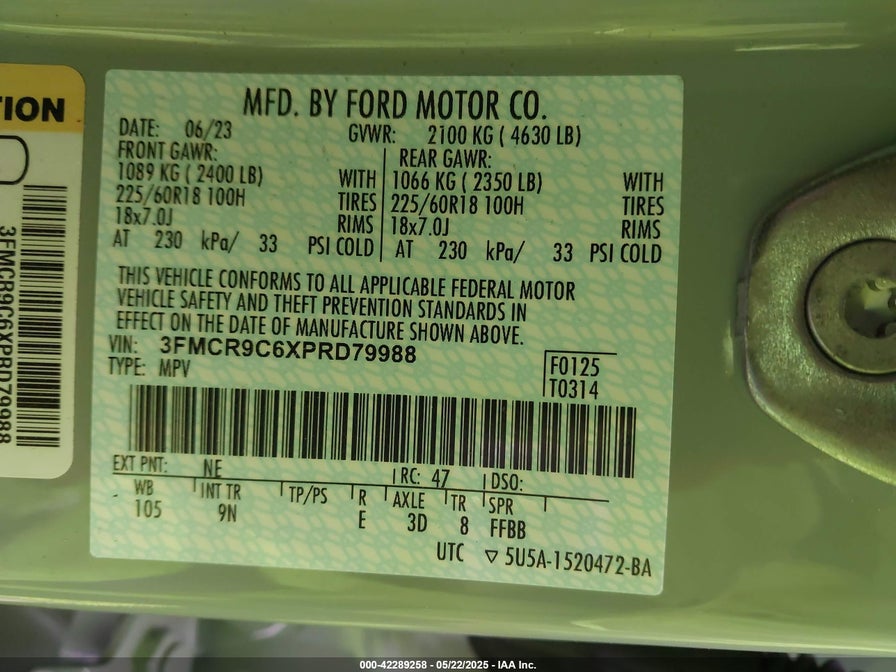 TION
3FMCR9C6XPRD79988
MFD. BY FORD MOTOR CO.
DATE: 06/23 GVWR: 2100 KG ( 4630 LB)
FRONT GAWR: REAR GAWR:
1089 KG ( 2400 LB) WITH 1066 KG ( 2350 LB) WITH
225/60R18 100H TIRES 225/60R18 100H TIRES
18x7.0J RIMS 18x7.0J RIMS
AT 230 kPa/ 33 PSI COLD AT 230 kPa/ 33 PSI COLD
THIS VEHICLE CONFORMS TO ALL APPLICABLE FEDERAL MOTOR
VEHICLE SAFETY AND THEFT PREVENTION STANDARDS IN
EFFECT ON THE DATE OF MANUFACTURE SHOWN ABOVE.
VIN: 3FMCR9C6XPRD79988
TYPE: MPV
F0125
T0314
EXT PNT: NE RC: 47 DSO:
WB INT TR TP/PS R AXLE TR SPR
105 9N E 3D 8 FFBB
UTC ▽ 5U5A-1520472-BA
000-42289258 - 05/22/2025 - IAA Inc.